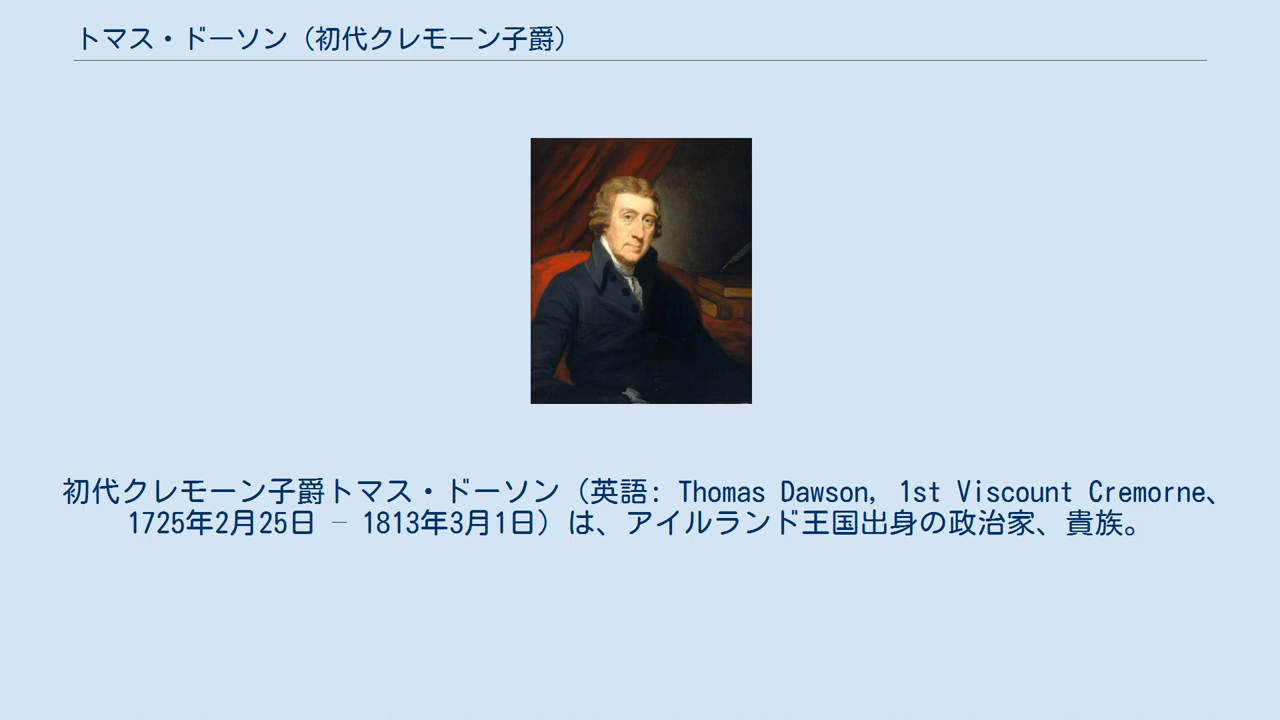 トマス・ドーソン（初代クレモーン子爵）
初代クレモーン子爵トマス・ドーソン（英語: Thomas Dawson, 1st Viscount Cremorne、
1725年2月25日 – 1813年3月1日）は、アイルランド王国出身の政治家、貴族。